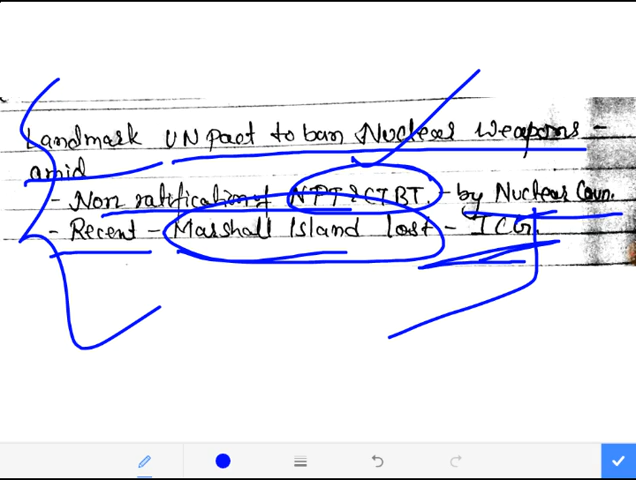 Landmark UN Pact to ban Nuclear Weapons -
amid
- Non ratification of NPT & CTBT. - by Nuclear Coun.
- Recent - Marshall Island lost - ICG.